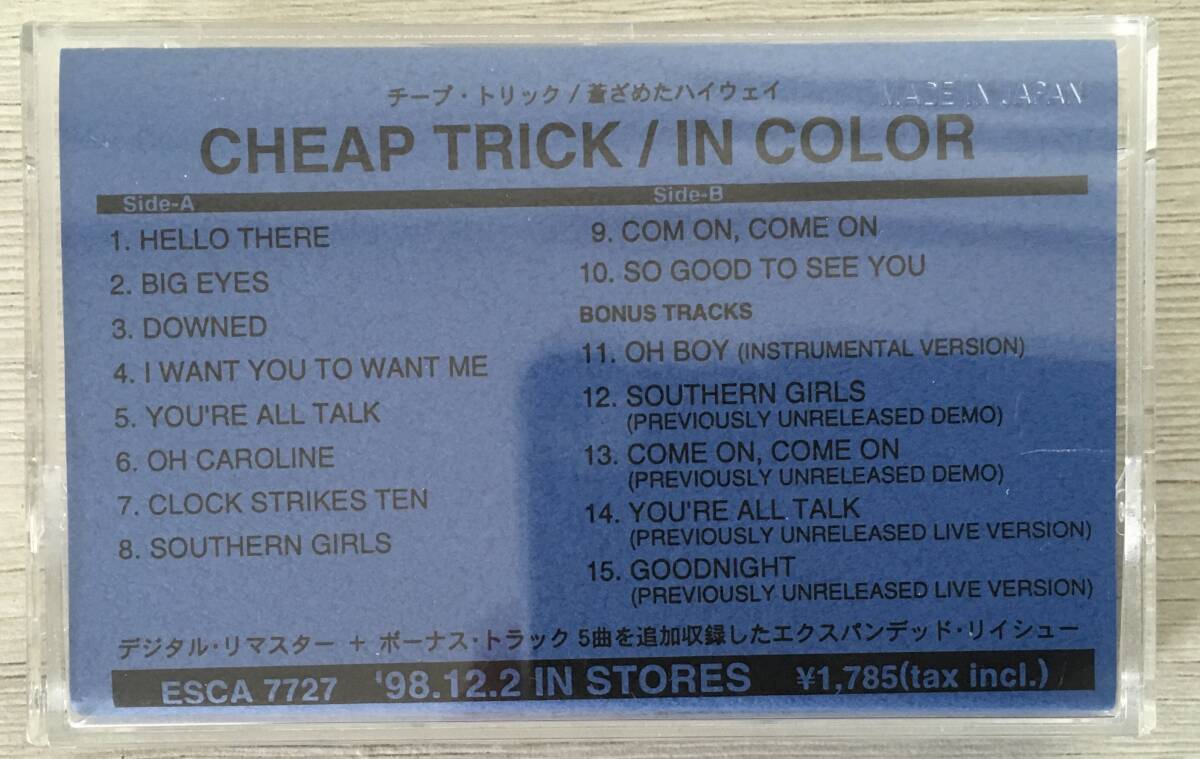 チープ・トリック / 蒼ざめたハイウェイ
MADE IN JAPAN
CHEAP TRICK / IN COLOR
Side-A
1. HELLO THERE
2. BIG EYES
3. DOWNED
4. I WANT YOU TO WANT ME
5. YOU'RE ALL TALK
6. OH CAROLINE
7. CLOCK STRIKES TEN
8. SOUTHERN GIRLS
Side-B
9. COM ON, COME ON
10. SO GOOD TO SEE YOU
BONUS TRACKS
11. OH BOY (INSTRUMENTAL VERSION)
12. SOUTHERN GIRLS
(PREVIOUSLY UNRELEASED DEMO)
13. COME ON, COME ON
(PREVIOUSLY UNRELEASED DEMO)
14. YOU'RE ALL TALK
(PREVIOUSLY UNRELEASED LIVE VERSION)
15. GOODNIGHT
(PREVIOUSLY UNRELEASED LIVE VERSION)
デジタル・リマスター + ボーナス・トラック 5曲を追加収録したエクスパンデッド・リイシュー
ESCA 7727 '98.12.2 IN STORES ¥1,785(tax incl.)